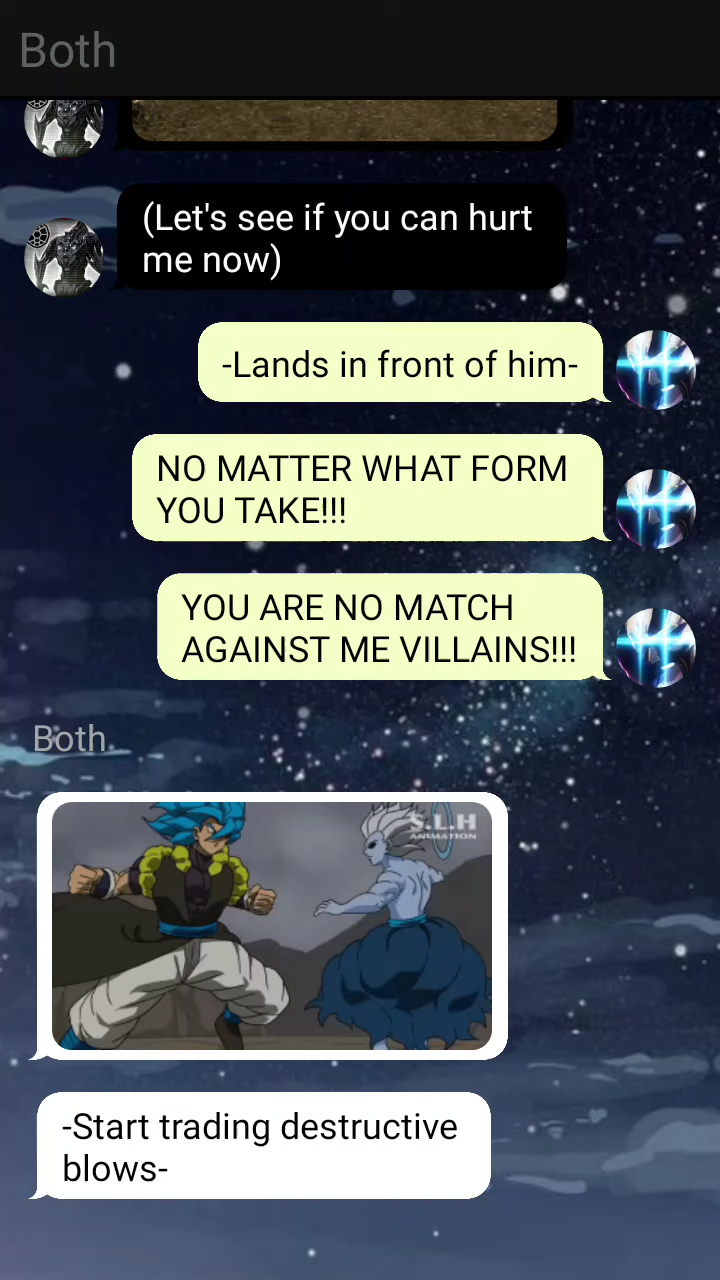 Both
(Let's see if you can hurt
me now)
-Lands in front of him-
NO MATTER WHAT FORM
YOU TAKE!!!
YOU ARE NO MATCH
AGAINST ME VILLAINS!!!
Both
S.L.H
ANIMATION
-Start trading destructive
blows-